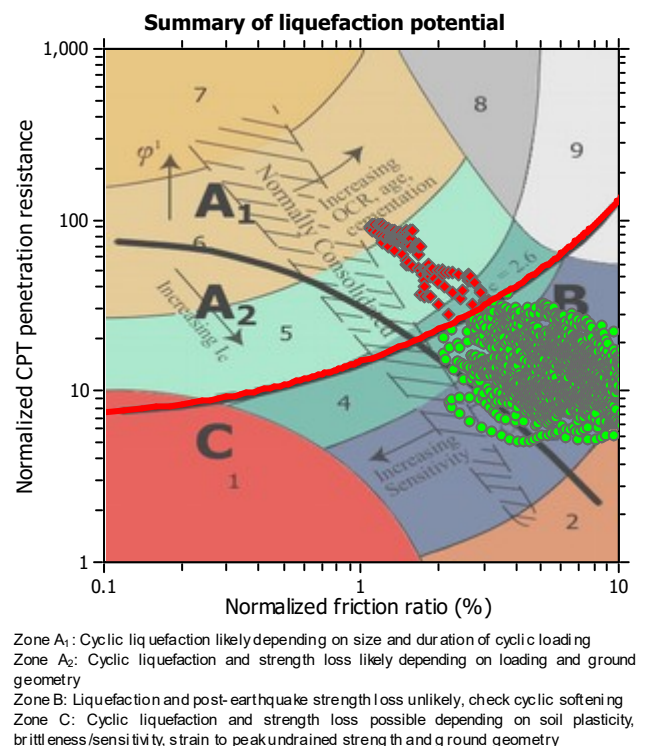 Summary of liquefaction potential
1,000
100
10
1
Normalized CPT penetration resistance
7
8
9
φ¹
A₁
Normally Consolidated
Increasing
OCR, age,
cementation
6
A₂
Increasing Ic
5
Ic = 2.6
B
4
C
1
Increasing
Sensitivity
2
0.1
1
10
Normalized friction ratio (%)
Zone A₁: Cyclic liquefaction likely depending on size and duration of cyclic loading
Zone A₂: Cyclic liquefaction and strength loss likely depending on loading and ground
geometry
Zone B: Liquefaction and post-earthquake strength loss unlikely, check cyclic softening
Zone C: Cyclic liquefaction and strength loss possible depending on soil plasticity,
brittleness/sensitivity, strain to peak undrained strength and ground geometry